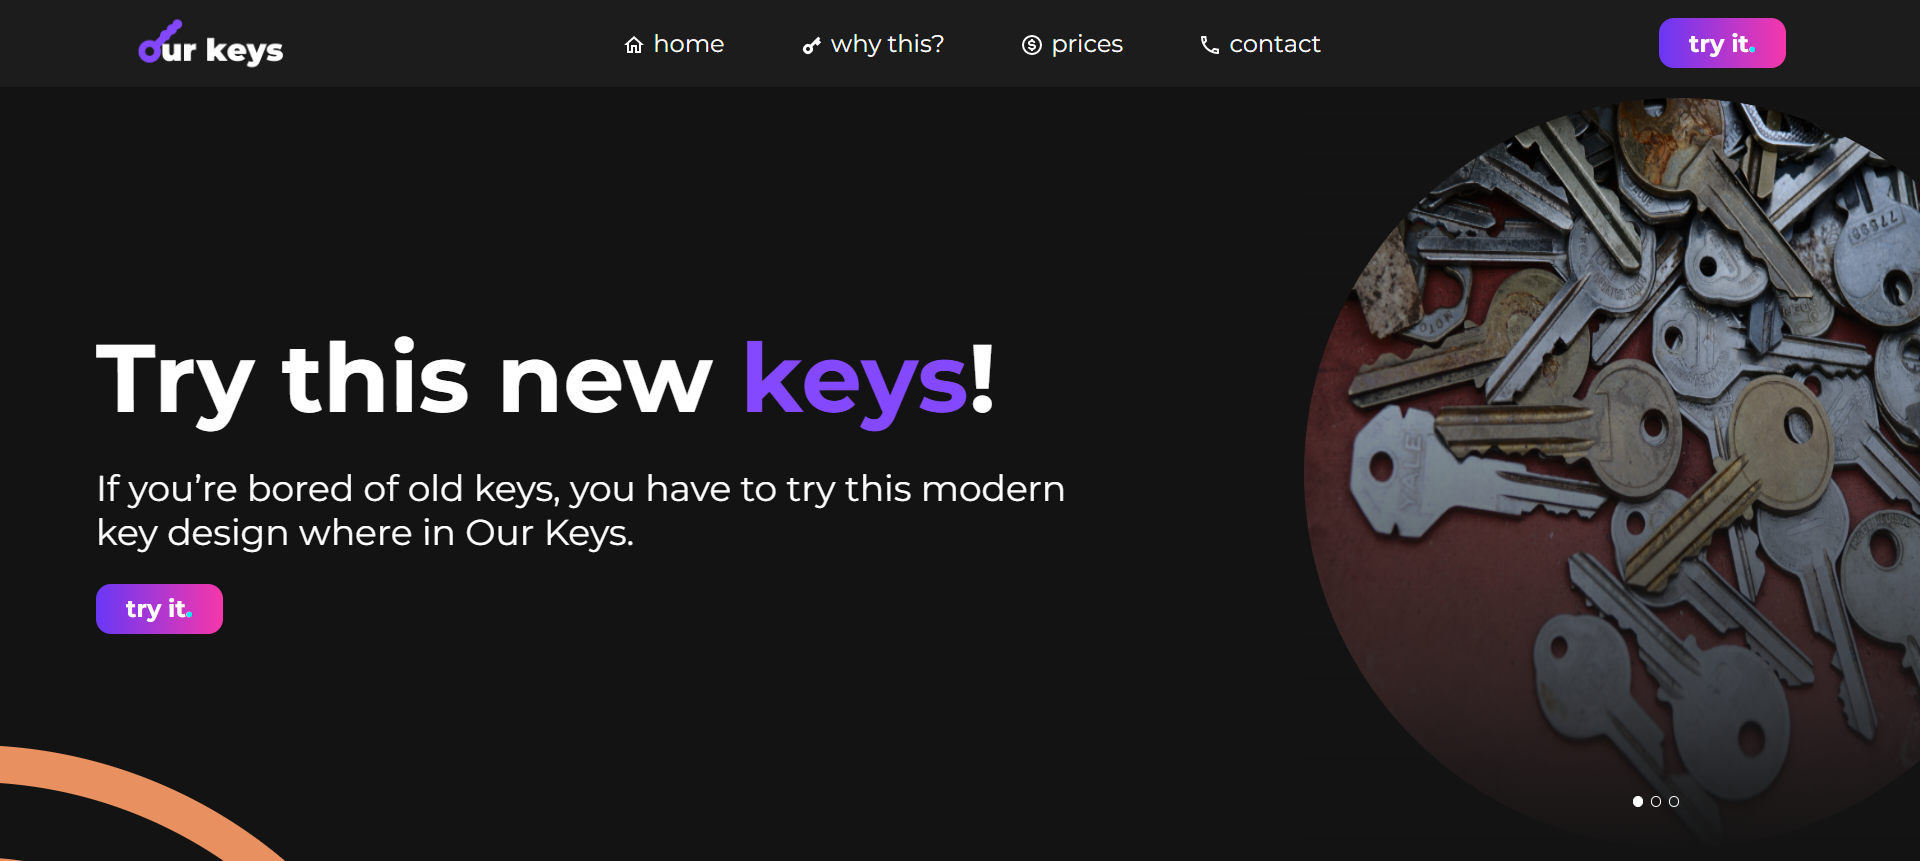 our keys
home
why this?
prices
contact
try it.
Try this new keys!
If you’re bored of old keys, you have to try this modern
key design where in Our Keys.
try it.
YALE